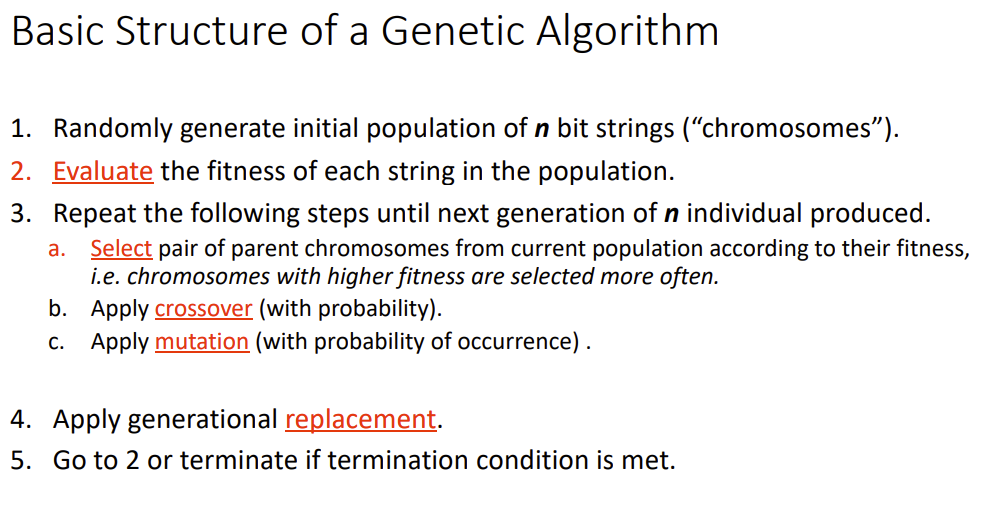 Basic Structure of a Genetic Algorithm
1. Randomly generate initial population of n bit strings (“chromosomes”).
2. Evaluate the fitness of each string in the population.
3. Repeat the following steps until next generation of n individual produced.
a. Select pair of parent chromosomes from current population according to their fitness,
i.e. chromosomes with higher fitness are selected more often.
b. Apply crossover (with probability).
c. Apply mutation (with probability of occurrence) .
4. Apply generational replacement.
5. Go to 2 or terminate if termination condition is met.